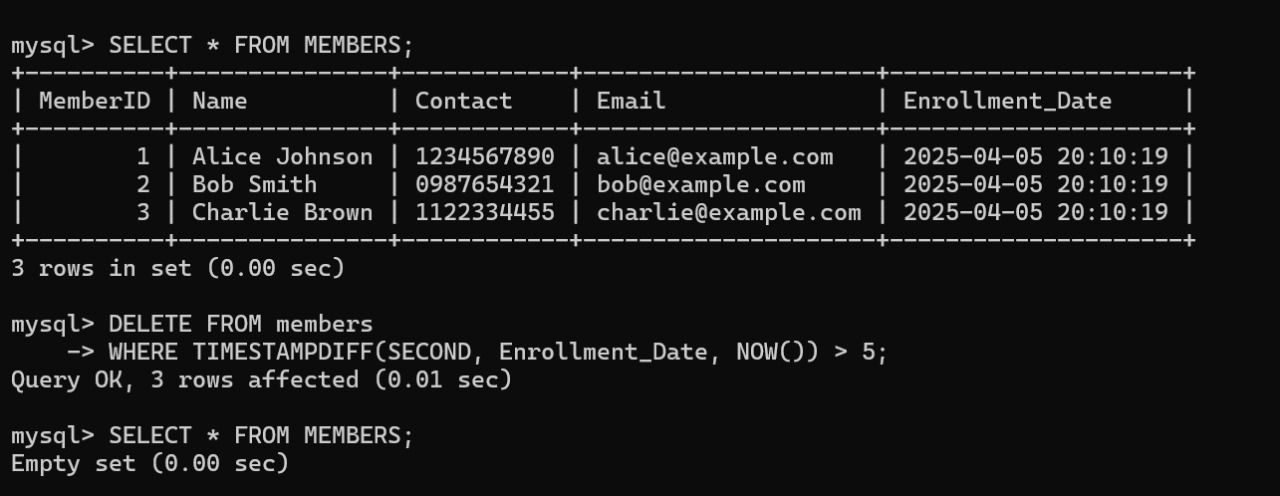 mysql> SELECT * FROM MEMBERS;
+----------+---------------+------------+---------------------+---------------------+
| MemberID | Name          | Contact    | Email               | Enrollment_Date     |
+----------+---------------+------------+---------------------+---------------------+
|        1 | Alice Johnson | 1234567890 | alice@example.com   | 2025-04-05 20:10:19 |
|        2 | Bob Smith     | 0987654321 | bob@example.com     | 2025-04-05 20:10:19 |
|        3 | Charlie Brown | 1122334455 | charlie@example.com | 2025-04-05 20:10:19 |
+----------+---------------+------------+---------------------+---------------------+
3 rows in set (0.00 sec)

mysql> DELETE FROM members
    -> WHERE TIMESTAMPDIFF(SECOND, Enrollment_Date, NOW()) > 5;
Query OK, 3 rows affected (0.01 sec)

mysql> SELECT * FROM MEMBERS;
Empty set (0.00 sec)